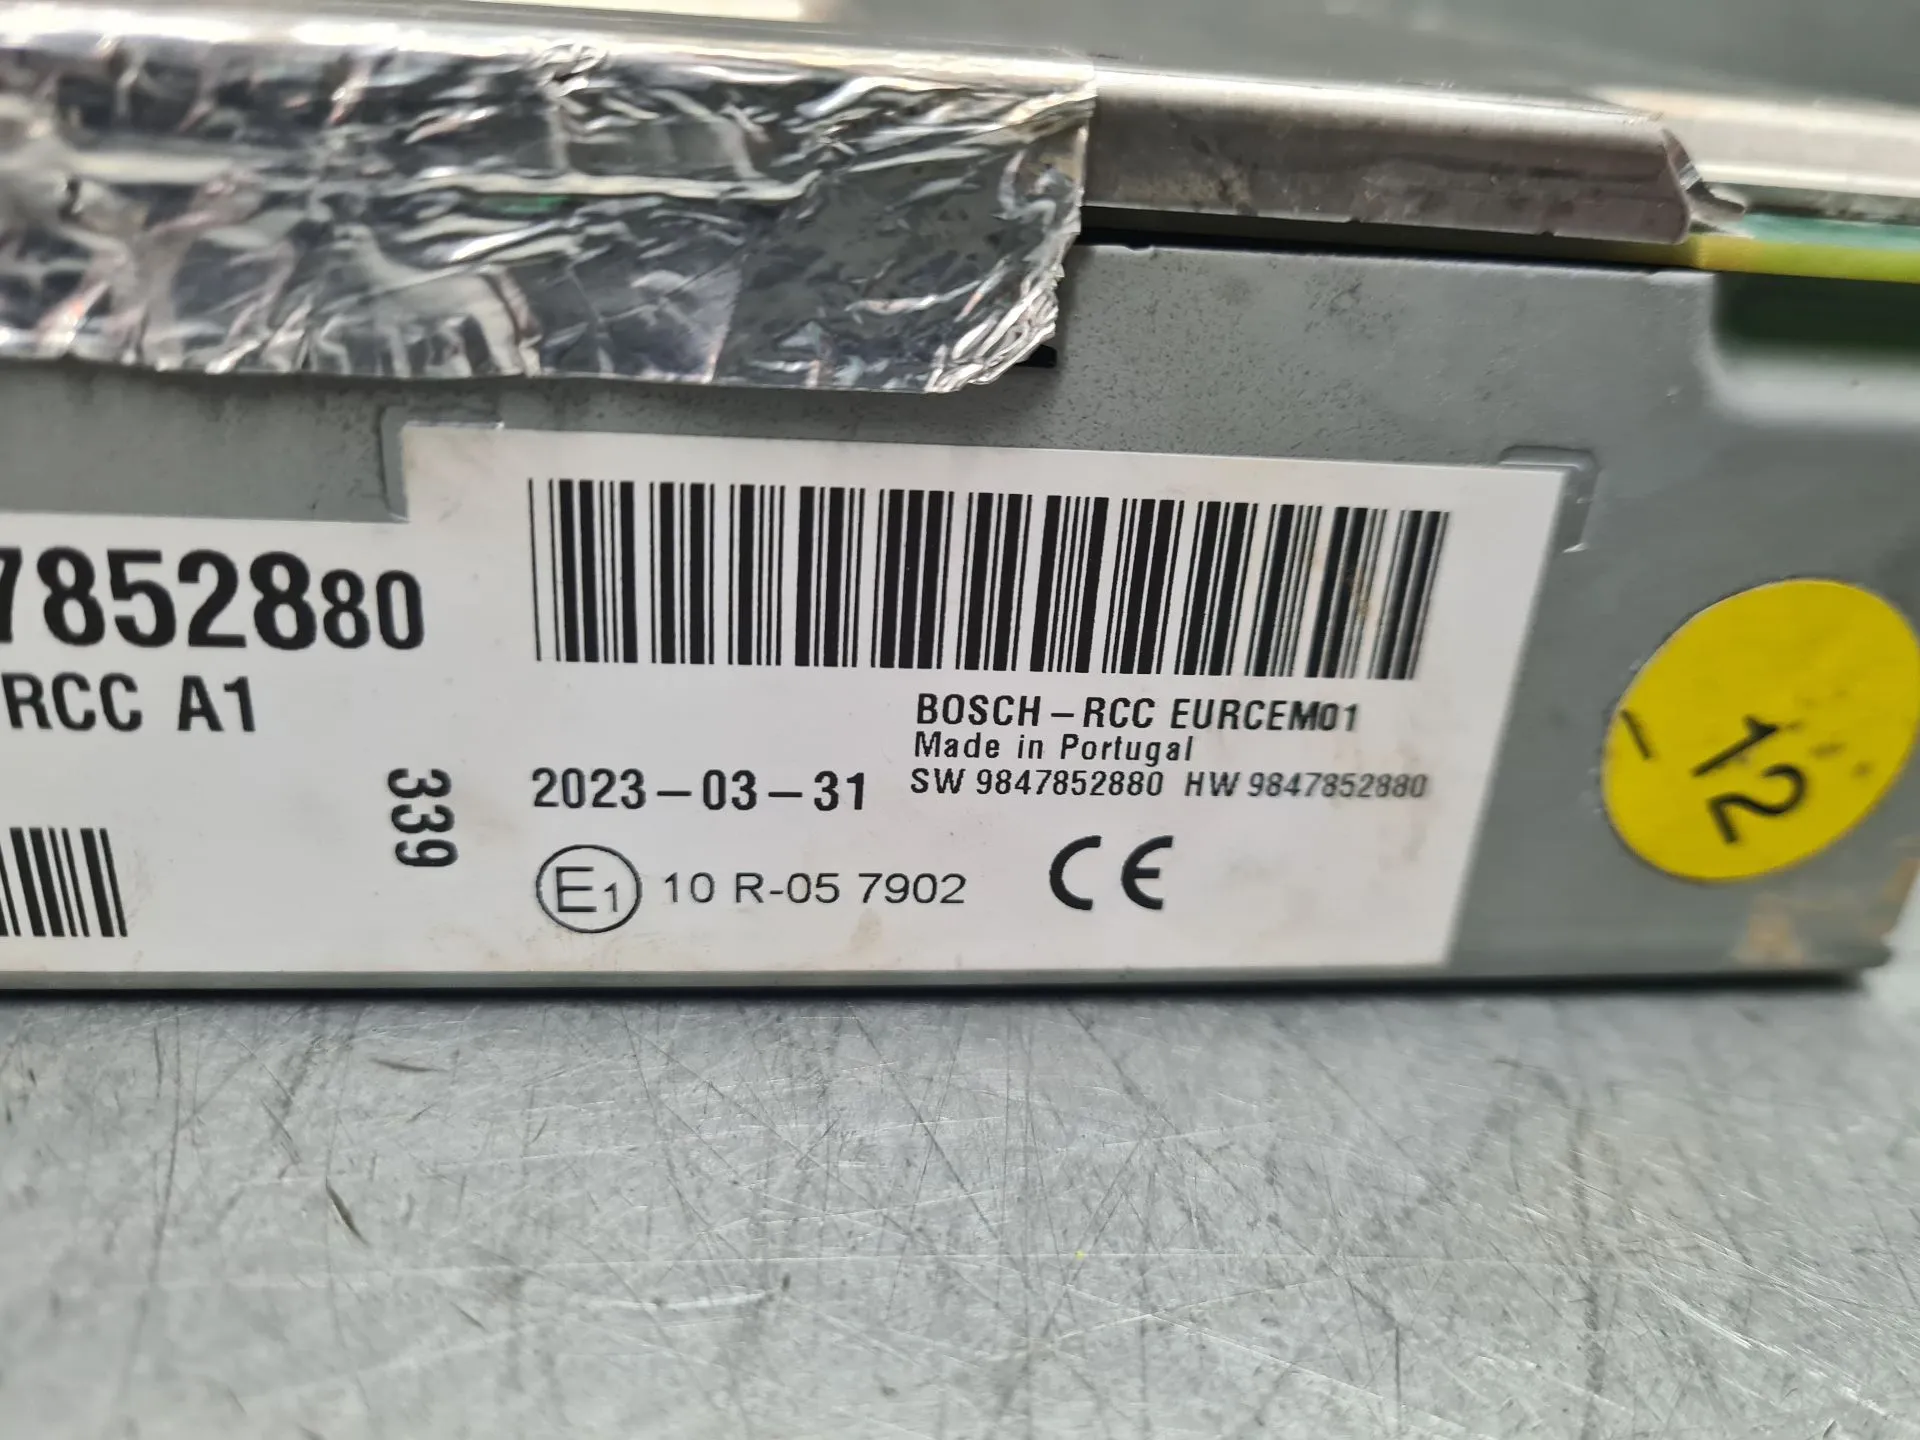 7852880
RCC A1
339
BOSCH-RCC EURCEM01
Made in Portugal
2023-03-31
SW 9847852880 HW 9847852880
E1 10 R-05 7902
CE
12